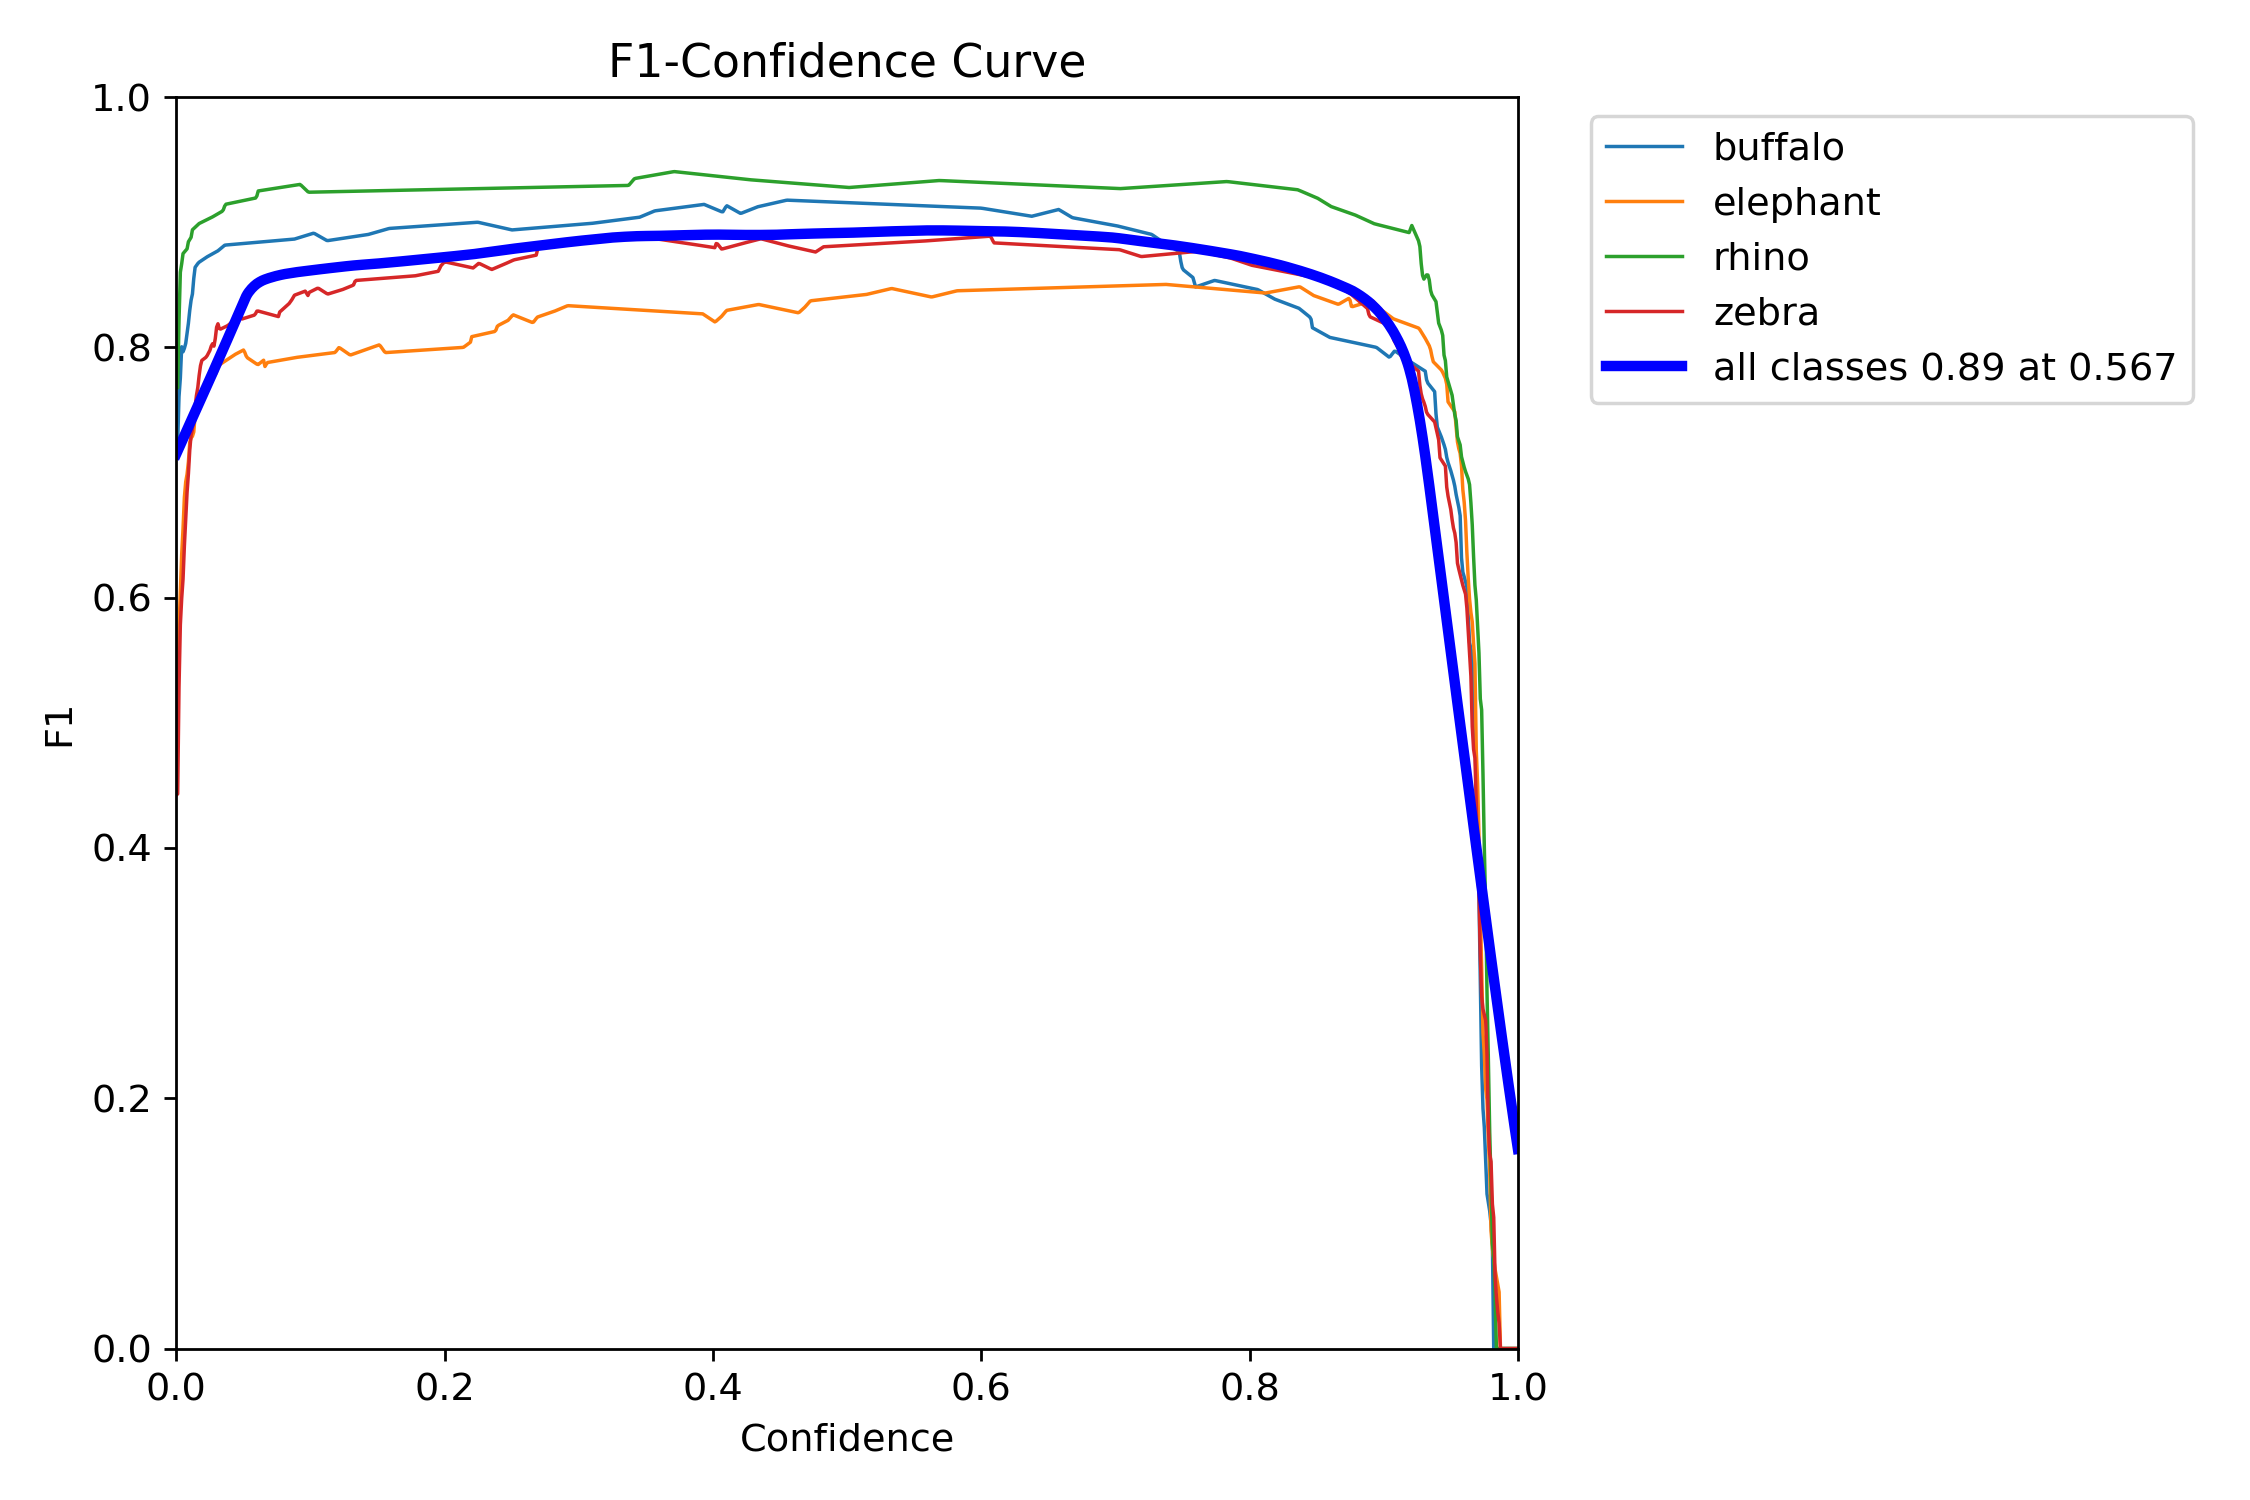 F1-Confidence Curve
1.0
0.8
0.6
0.4
0.2
0.0
F1
0.0 0.2 0.4 0.6 0.8 1.0
Confidence
buffalo
elephant
rhino
zebra
all classes 0.89 at 0.567